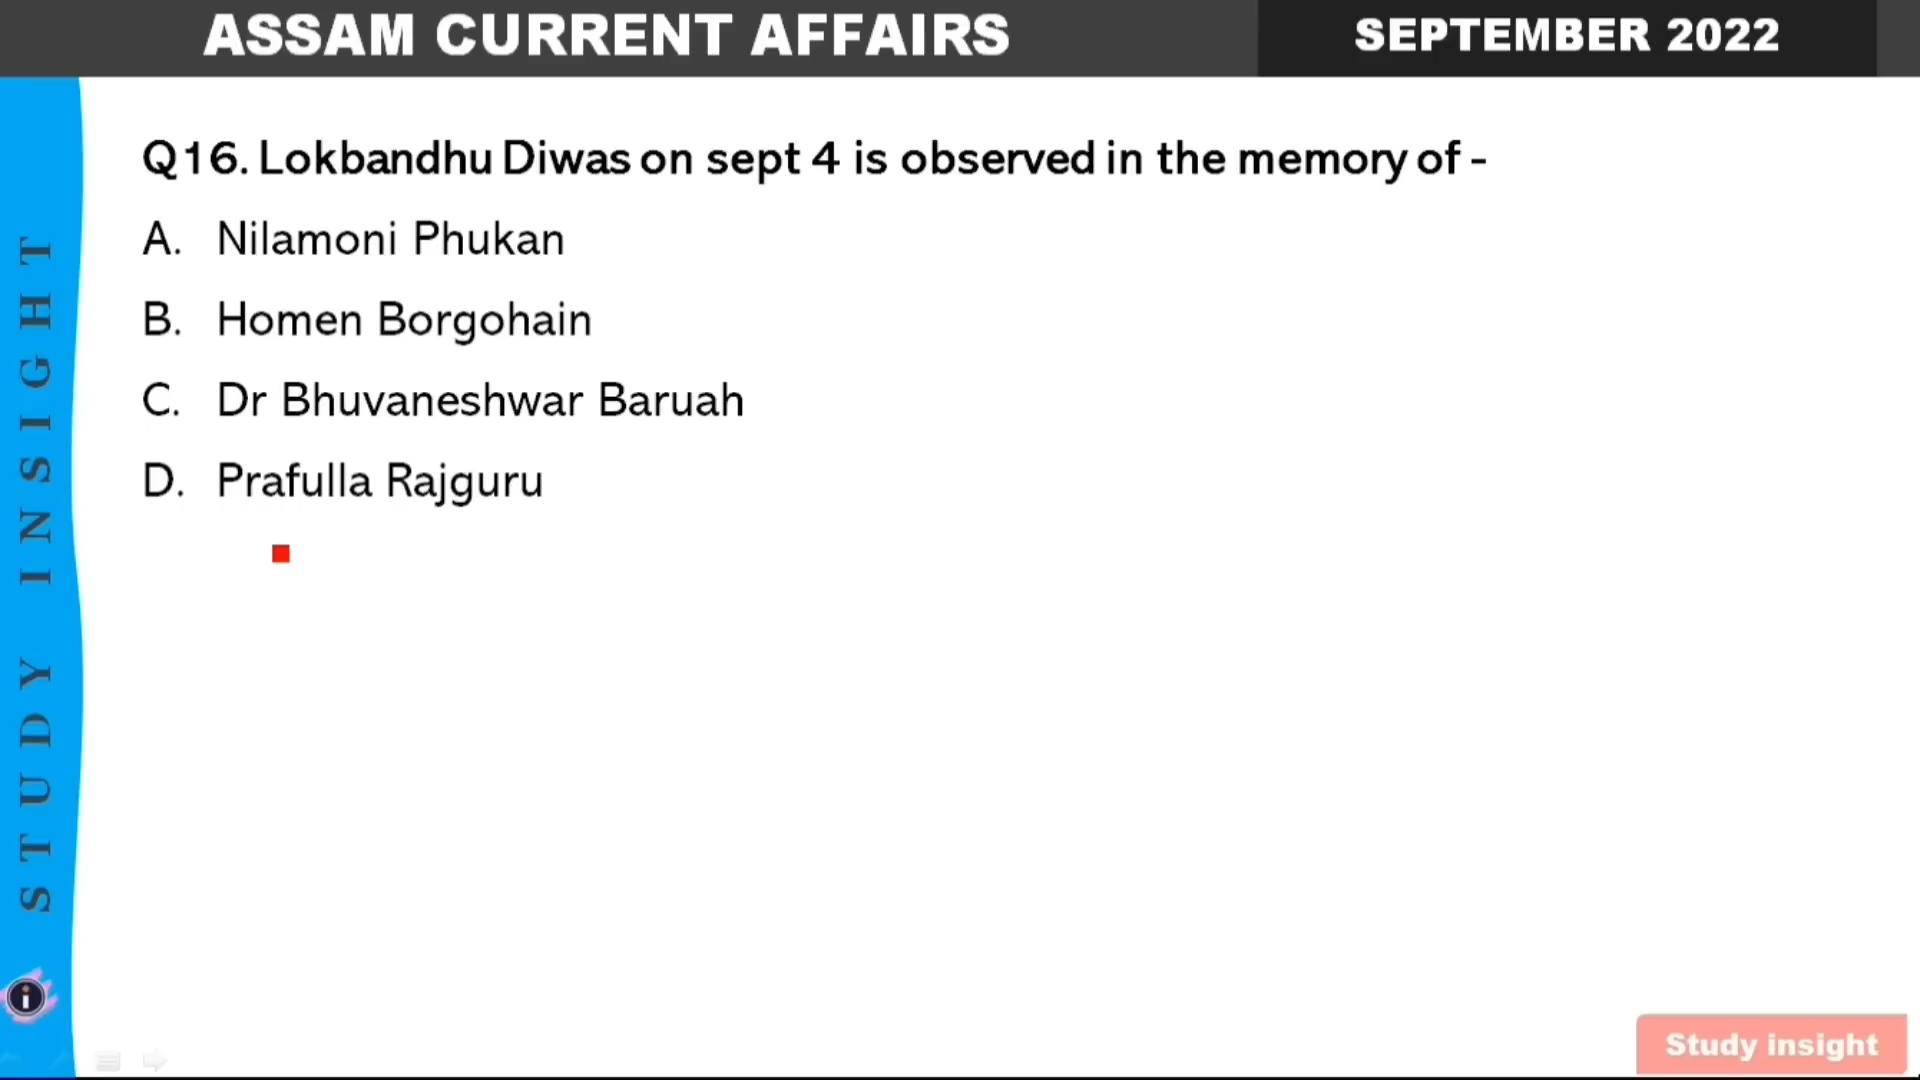 ASSAM CURRENT AFFAIRS
SEPTEMBER 2022
Q16. Lokbandhu Diwas on sept 4 is observed in the memory of -
A. Nilamoni Phukan
B. Homen Borgohain
C. Dr Bhuvaneshwar Baruah
D. Prafulla Rajguru
STUDY INSIGHT
i
Study insight